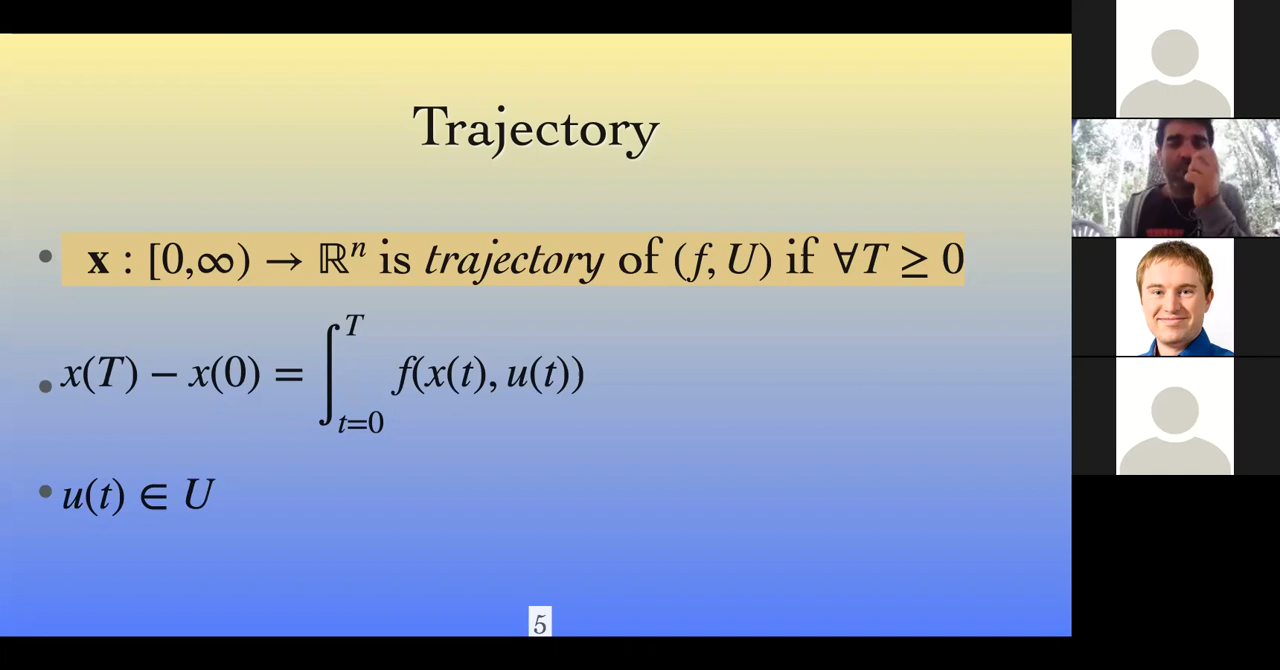 Trajectory
• 𝐱 : [0,∞) → ℝⁿ is trajectory of (f, U) if ∀T ≥ 0
• x(T) − x(0) = ∫_{t=0}^{T} f(x(t), u(t))
• u(t) ∈ U
5